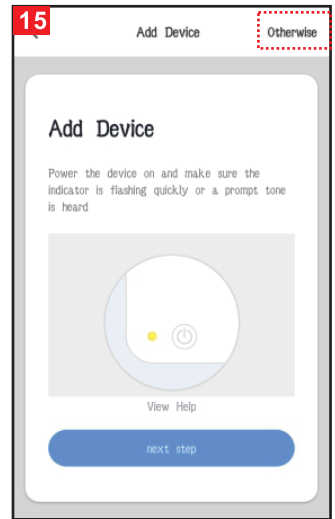 15
Add Device Otherwise
Add Device
Power the device on and make sure the
indicator is flashing quickly or a prompt tone
is heard
View Help
next step